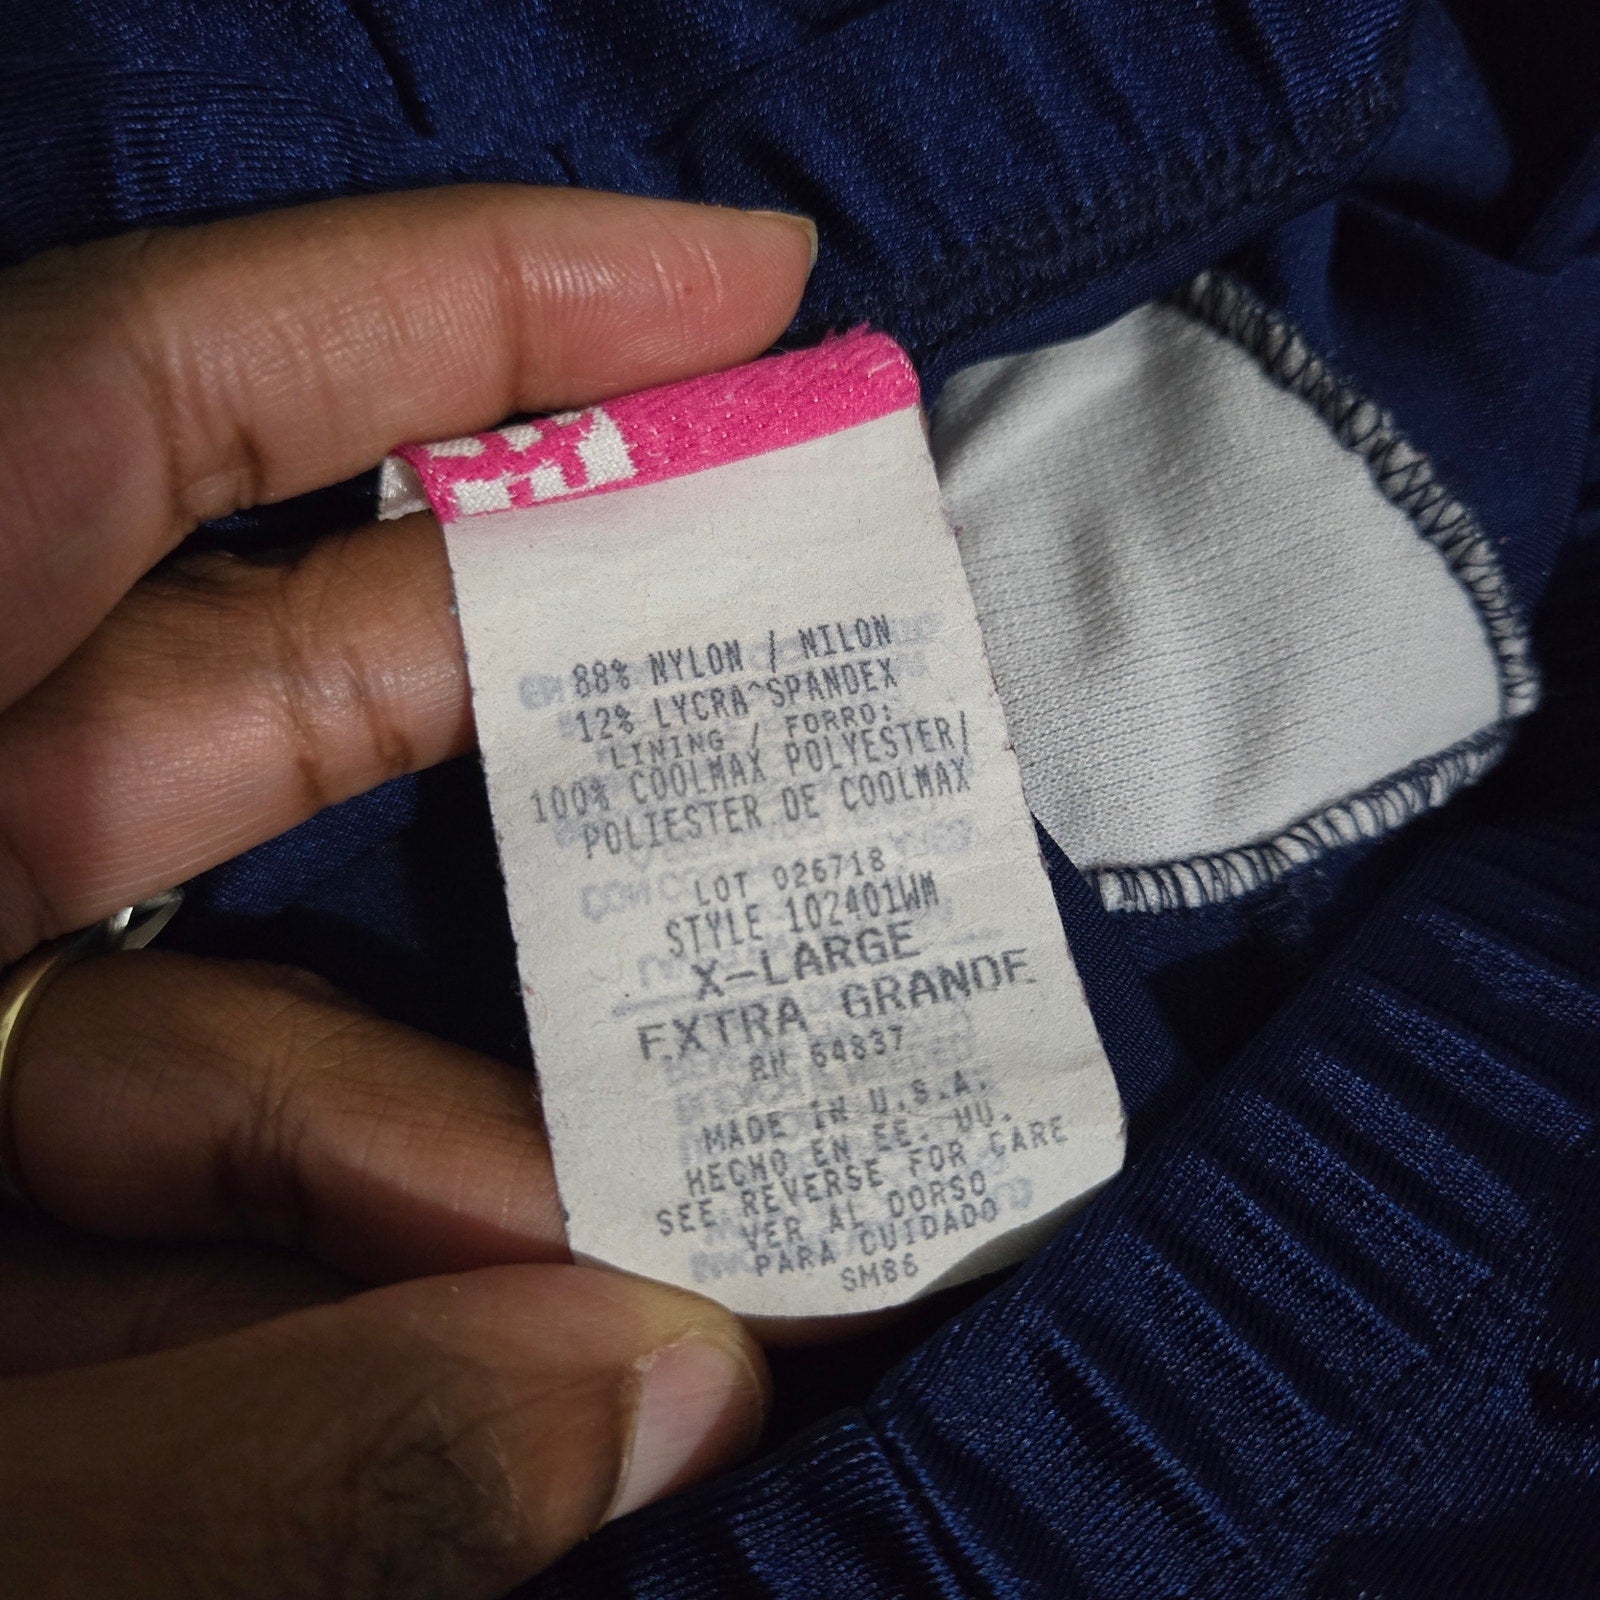 88% NYLON / NILON
12% LYCRA^SPANDEX
LINING / FORRO:
100% COOLMAX POLYESTER/
POLIESTER DE COOLMAX
LOT 026718
STYLE 102401WM
X-LARGE
EXTRA GRANDE
RN 64837
MADE IN U.S.A.
HECHO EN EE. UU.
SEE REVERSE FOR CARE
VER AL DORSO
PARA CUIDADO
SM86